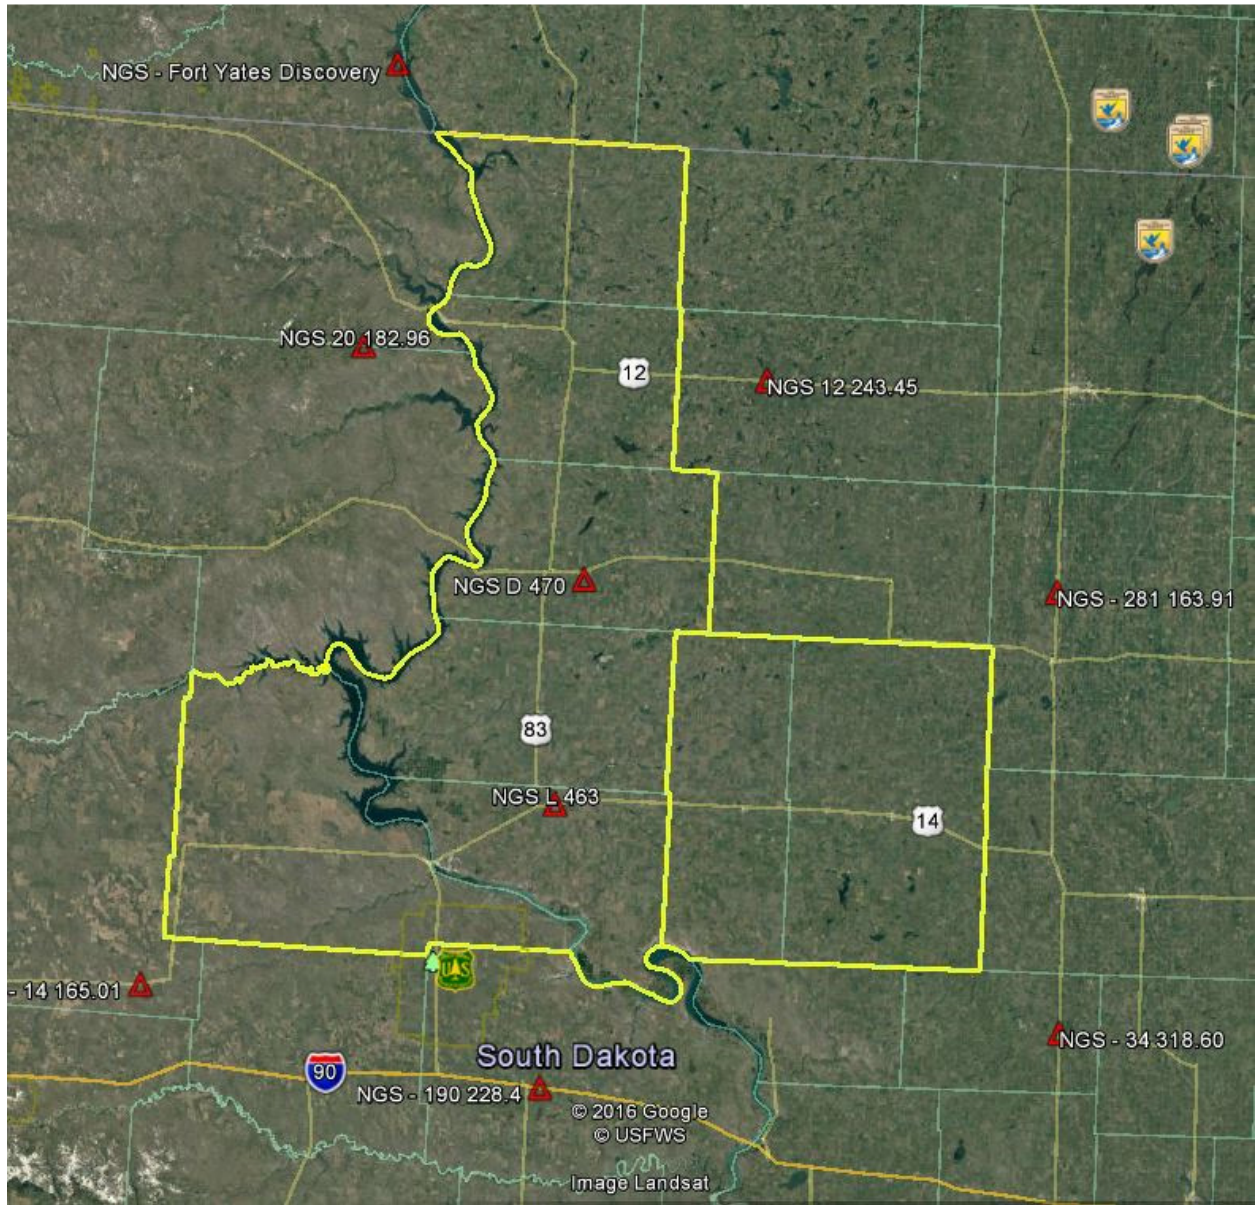 NGS - Fort Yates Discovery
NGS 20 182.96
12
NGS 12 243.45
NGS D 470
NGS - 281 163.91
83
NGS L 463
14
- 14 165.01
US
NGS - 34 318.60
South Dakota
90
NGS - 190 228.4
© 2016 Google
© USFWS
Image Landsat